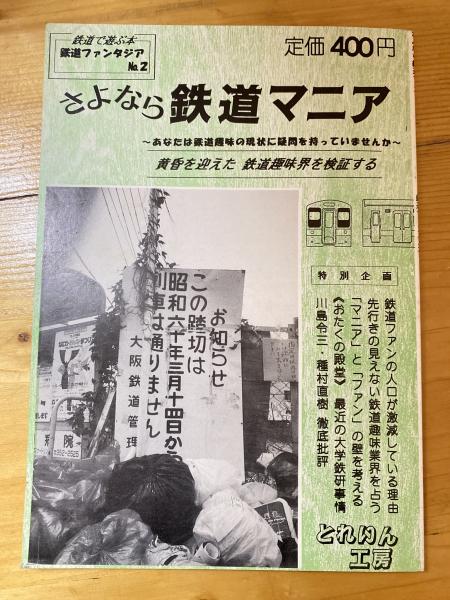 鉄道で遊ぶ本
鉄道ファンタジア
No.2
定価 400円
さよなら鉄道マニア
～あなたは鉄道趣味の現状に疑問を持っていませんか～
黄昏を迎えた 鉄道趣味界を検証する
特別企画
鉄道ファンの人口が激減している理由
先行きの見えない鉄道趣味業界を占う
「マニア」と「ファン」の壁を考える
《おたくの殿堂》最近の大学鉄研事情
川島令三・種村直樹 徹底批評
とれいん
工房
お知らせ
この踏切は
昭和六十年三月十四日から
列車は通りません
大阪鉄道管理